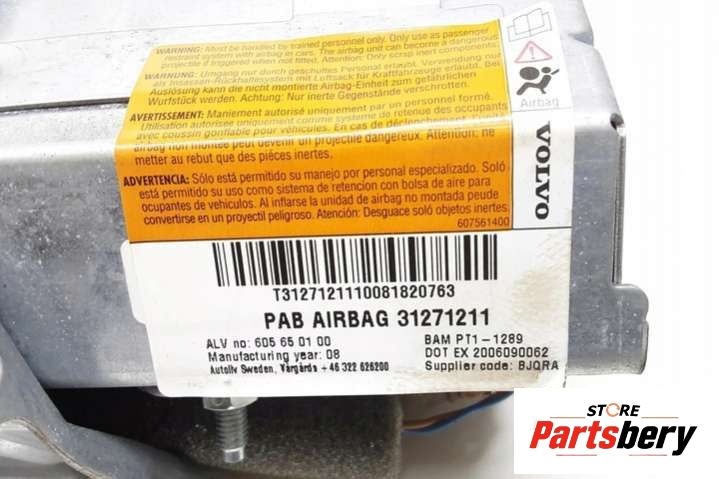 WARNING: Must be handled by trained personnel only. Only use as passenger
restraint system with airbag in cars. The airbag unit can become a dangerous
projectile if triggered when not fitted. Attention: Only scrap inert components.
WARNUNG: Umgang nur durch geschultes Personal erlaubt. Verwendung nur
als Insassen-Rückhaltesystem mit Luftsack für Kraftfahrzeuge erlaubt. Bei
Auslösung kann die nicht montierte Airbag-Einheit zum gefährlichen
Wurfstück werden. Achtung: Nur inerte Gegenstände verschrotten.
AVERTISSEMENT: Maniement autorisé uniquement par un personnel formé.
Utilisation autorisée uniquement comme système de retenue des occupants
avec coussin gonflable pour véhicules. En cas de déclenchement, l'unité
airbag non montée peut devenir un projectile dangereux. Attention: ne
metter au rebut que des pièces inertes.
ADVERTENCIA: Sólo está permitido su manejo por personal especializado. Soló
está permitido su uso como sistema de retencion con bolsa de aire para
ocupantes de vehiculos. Al inflarse la unidad de airbag no montada peude
convertirse en un proyectil peligroso. Atención: Desguace soló objetos inertes.
607561400
Airbag
VOLVO
T3127121110081820763
PAB AIRBAG 31271211
ALV no: 605 65 01 00
BAM PT1-1289
Manufacturing year: 08
DOT EX 2006090062
Autoliv Sweden, Vårgårda +46 322 626200
Supplier code: BJQRA
STORE
Partsbery